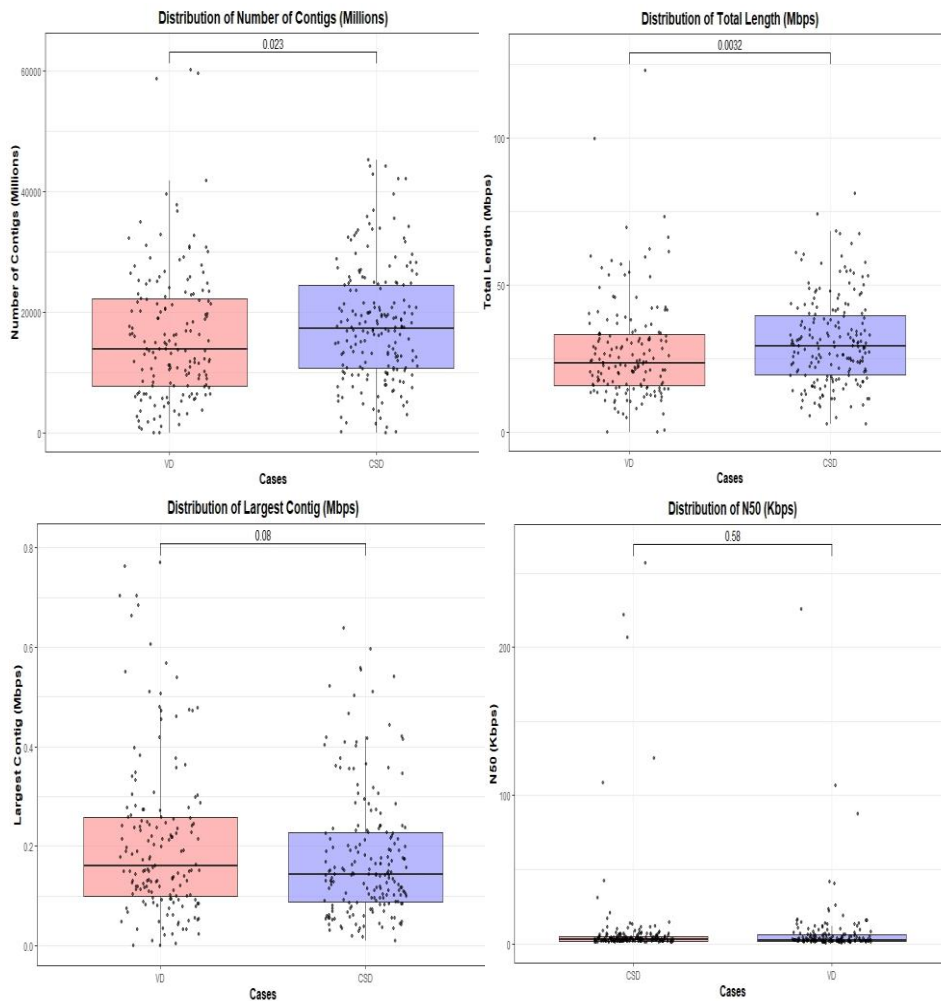 Distribution of Number of Contigs (Millions)
0.023
Number of Contigs (Millions)
60000
40000
20000
0
VD
CSD
Cases
Distribution of Total Length (Mbps)
0.0032
Total Length (Mbps)
100
50
0
VD
CSD
Cases
Distribution of Largest Contig (Mbps)
0.08
Largest Contig (Mbps)
0.8
0.6
0.4
0.2
0.0
VD
CSD
Cases
Distribution of N50 (Kbps)
0.58
N50 (Kbps)
200
100
0
CSD
VD
Cases